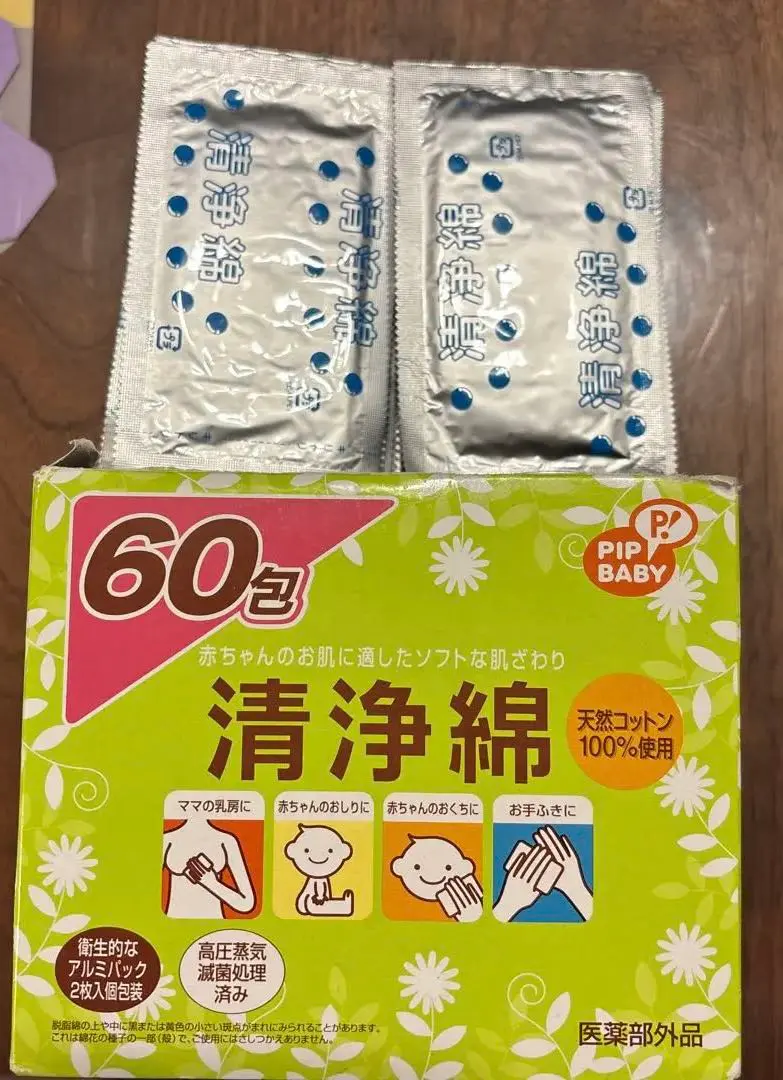 清浄綿
清浄綿
清浄綿
清浄綿
60包
P!
PIP
BABY
赤ちゃんのお肌に適したソフトな肌ざわり
清浄綿
天然コットン
100%使用
ママの乳房に
赤ちゃんのおしりに
赤ちゃんのおくちに
お手ふきに
衛生的な
アルミパック
2枚入個包装
高圧蒸気
滅菌処理
済み
脱脂綿の上や中に黒または黄色の小さい斑点がまれにみられることがあります。
これは綿花の種子の一部(殻)で、ご使用にはさしつかえありません。
医薬部外品